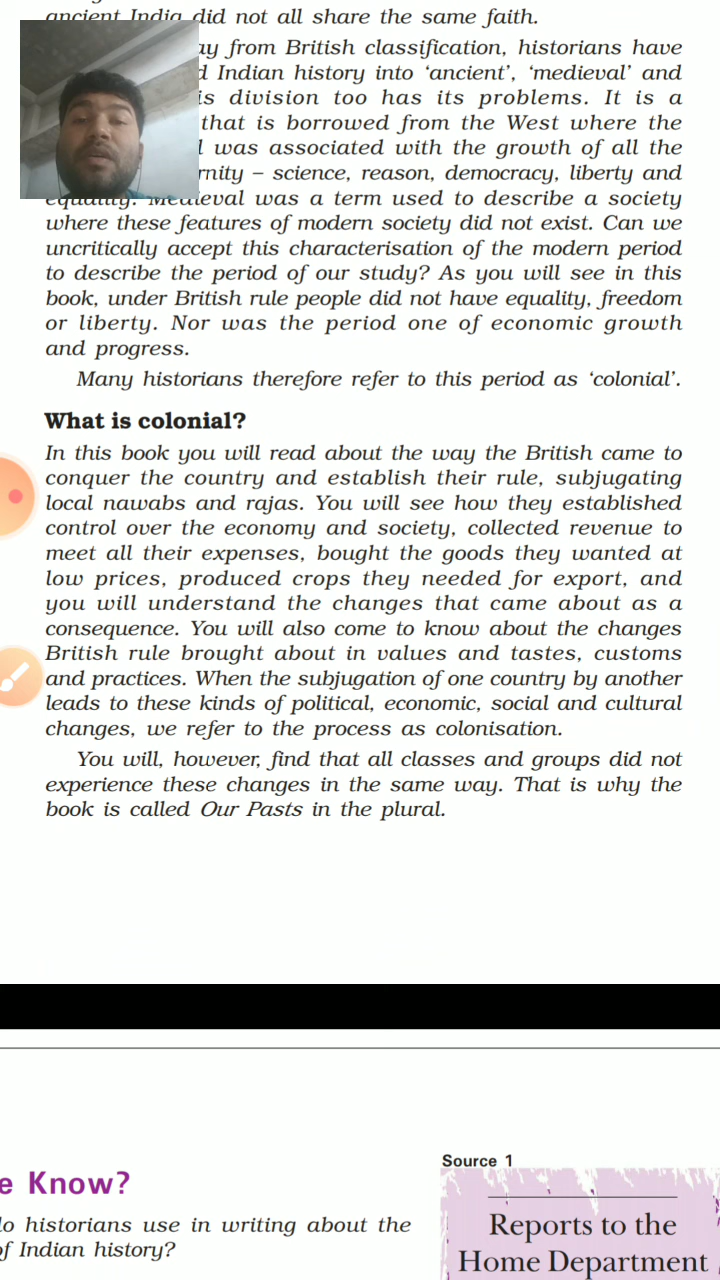 ancient India did not all share the same faith.
ay from British classification, historians have
d Indian history into ‘ancient’, ‘medieval’ and
is division too has its problems. It is a
that is borrowed from the West where the
l was associated with the growth of all the
rnity – science, reason, democracy, liberty and
equality. Medieval was a term used to describe a society
where these features of modern society did not exist. Can we
uncritically accept this characterisation of the modern period
to describe the period of our study? As you will see in this
book, under British rule people did not have equality, freedom
or liberty. Nor was the period one of economic growth
and progress.
Many historians therefore refer to this period as ‘colonial’.
What is colonial?
In this book you will read about the way the British came to
conquer the country and establish their rule, subjugating
local nawabs and rajas. You will see how they established
control over the economy and society, collected revenue to
meet all their expenses, bought the goods they wanted at
low prices, produced crops they needed for export, and
you will understand the changes that came about as a
consequence. You will also come to know about the changes
British rule brought about in values and tastes, customs
and practices. When the subjugation of one country by another
leads to these kinds of political, economic, social and cultural
changes, we refer to the process as colonisation.
You will, however, find that all classes and groups did not
experience these changes in the same way. That is why the
book is called Our Pasts in the plural.
e Know?
lo historians use in writing about the
of Indian history?
Source 1
Reports to the
Home Department